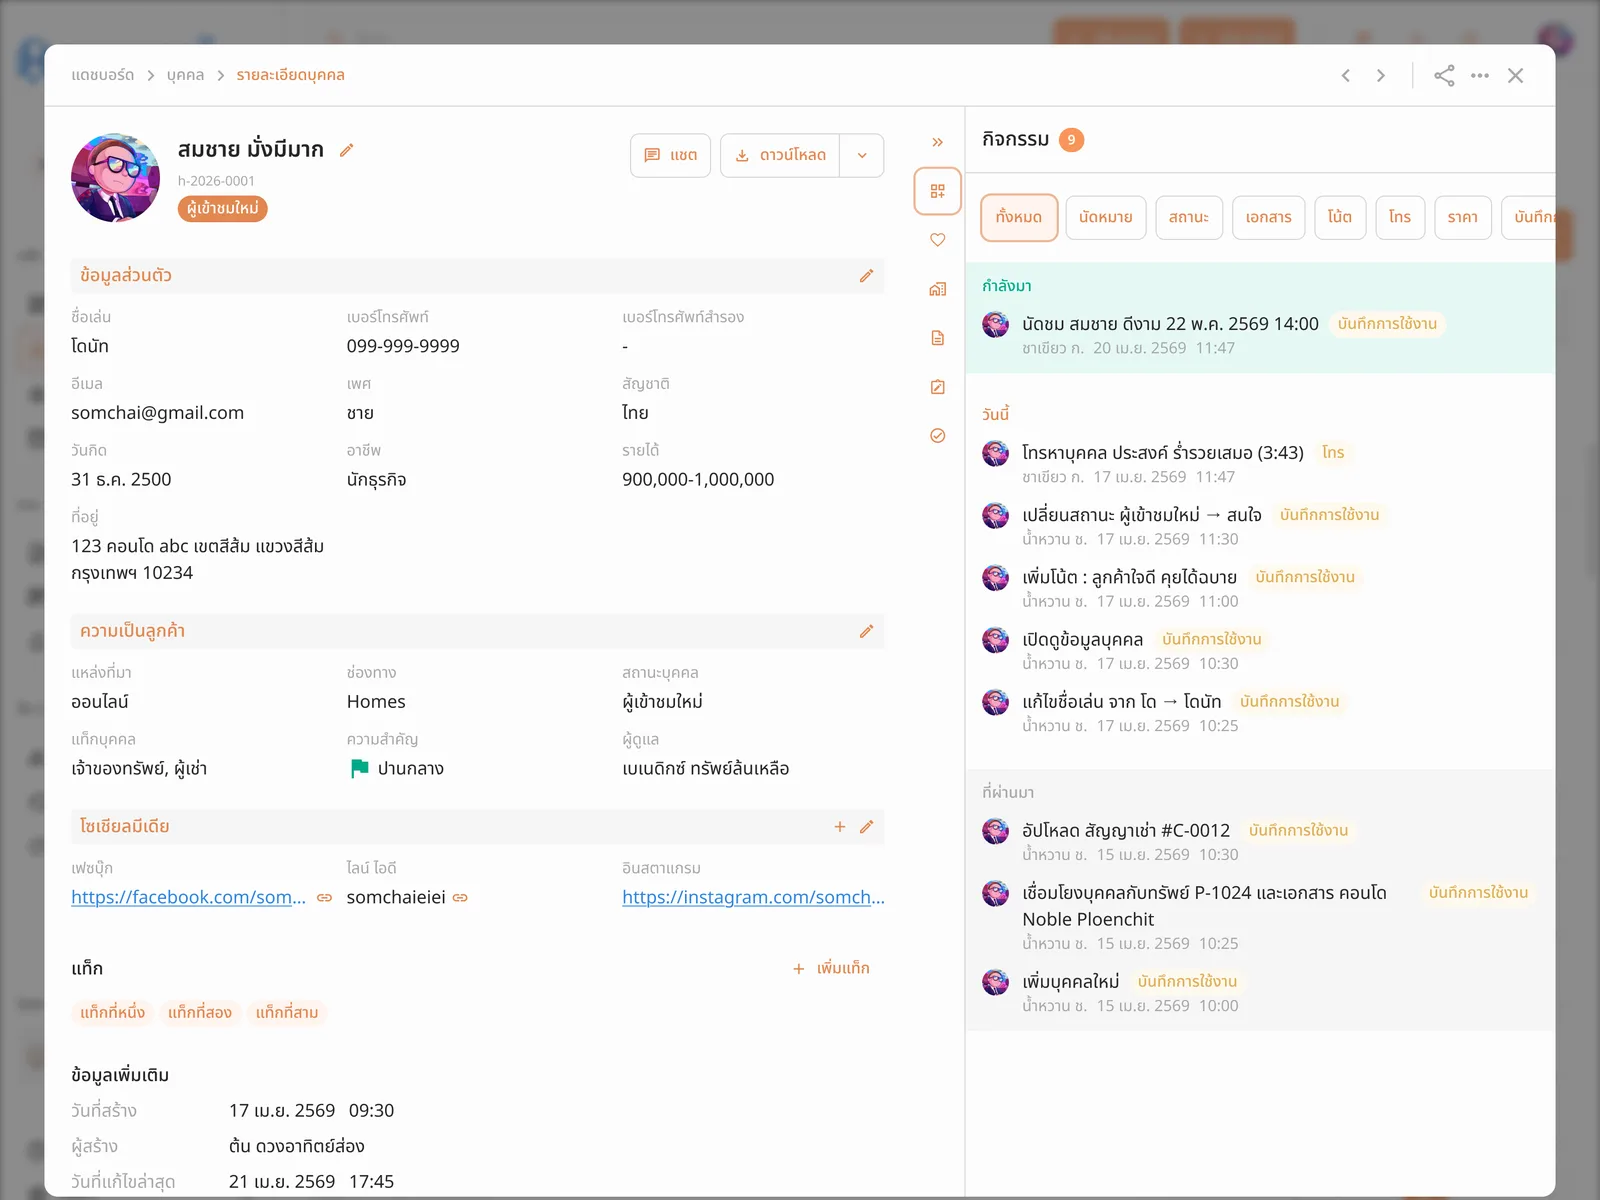 แดชบอร์ด > บุคคล > รายละเอียดบุคคล
สมชาย มั่งมีมาก
h-2026-0001
ผู้เข้าชมใหม่
แชต
ดาวน์โหลด
ข้อมูลส่วนตัว
ชื่อเล่น เบอร์โทรศัพท์ เบอร์โทรศัพท์สำรอง
โดนัท 099-999-9999 -
อีเมล เพศ สัญชาติ
somchai@gmail.com ชาย ไทย
วันกิด อาชีพ รายได้
31 ธ.ค. 2500 นักธุรกิจ 900,000-1,000,000
ที่อยู่
123 คอนโด abc เขตสีส้ม แขวงสีส้ม
กรุงเทพฯ 10234
ความเป็นลูกค้า
แหล่งที่มา ช่องทาง สถานะบุคคล
ออนไลน์ Homes ผู้เข้าชมใหม่
แท็กบุคคล ความสำคัญ ผู้ดูแล
เจ้าของทรัพย์, ผู้เช่า ปานกลาง เบเนดิกซ์ ทรัพย์ล้นเหลือ
โซเชียลมีเดีย
เฟซบุ๊ก ไลน์ ไอดี อินสตาแกรม
https://facebook.com/som... somchaieiei https://instagram.com/somch...
แท็ก
+ เพิ่มแท็ก
แท็กที่หนึ่ง แท็กที่สอง แท็กที่สาม
ข้อมูลเพิ่มเติม
วันที่สร้าง 17 เม.ย. 2569 09:30
ผู้สร้าง ต้น ดวงอาทิตย์ส่อง
วันที่แก้ไขล่าสุด 21 เม.ย. 2569 17:45
กิจกรรม 9
ทั้งหมด นัดหมาย สถานะ เอกสาร โน้ต โทร ราคา บันทึก
กำลังมา
นัดชม สมชาย ดีงาม 22 พ.ค. 2569 14:00 บันทึกการใช้งาน
ชาเขียว ก. 20 เม.ย. 2569 11:47
วันนี้
โทรหาบุคคล ประสงค์ ร่ำรวยเสมอ (3:43) โทร
ชาเขียว ก. 17 เม.ย. 2569 11:47
เปลี่ยนสถานะ ผู้เข้าชมใหม่ → สนใจ บันทึกการใช้งาน
น้ำหวาน ช. 17 เม.ย. 2569 11:30
เพิ่มโน้ต : ลูกค้าใจดี คุยได้ฉบาย บันทึกการใช้งาน
น้ำหวาน ช. 17 เม.ย. 2569 11:00
เปิดดูข้อมูลบุคคล บันทึกการใช้งาน
น้ำหวาน ช. 17 เม.ย. 2569 10:30
แก้ไขชื่อเล่น จาก โด → โดนัท บันทึกการใช้งาน
น้ำหวาน ช. 17 เม.ย. 2569 10:25
ที่ผ่านมา
อัปโหลด สัญญาเช่า #C-0012 บันทึกการใช้งาน
น้ำหวาน ช. 15 เม.ย. 2569 10:30
เชื่อมโยงบุคคลกับทรัพย์ P-1024 และเอกสาร คอนโด บันทึกการใช้งาน
Noble Ploenchit
น้ำหวาน ช. 15 เม.ย. 2569 10:25
เพิ่มบุคคลใหม่ บันทึกการใช้งาน
น้ำหวาน ช. 15 เม.ย. 2569 10:00